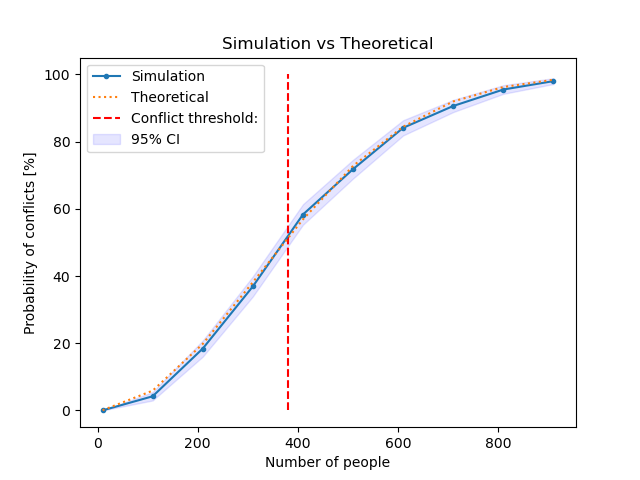 Simulation vs Theoretical
Simulation
Theoretical
Conflict threshold:
95% CI
Probability of conflicts [%]
100
80
60
40
20
0
0 200 400 600 800
Number of people